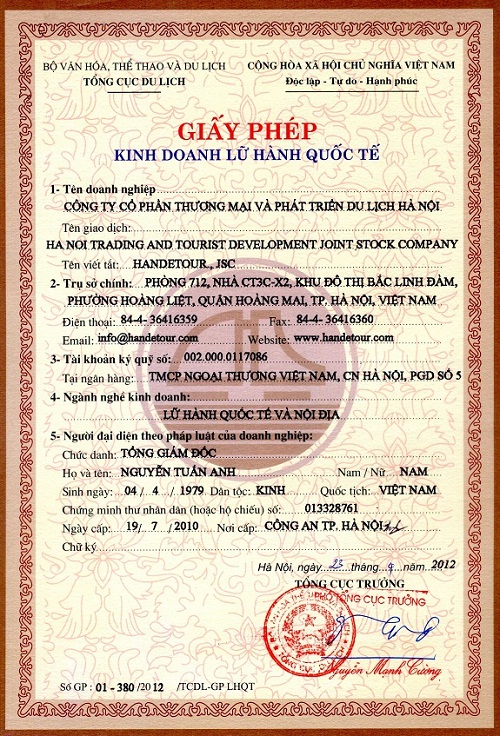 BỘ VĂN HÓA, THỂ THAO VÀ DU LỊCH
TỔNG CỤC DU LỊCH
CỘNG HÒA XÃ HỘI CHỦ NGHĨA VIỆT NAM
Độc lập - Tự do - Hạnh phúc
GIẤY PHÉP
KINH DOANH LỮ HÀNH QUỐC TẾ
1- Tên doanh nghiệp
CÔNG TY CỔ PHẦN THƯƠNG MẠI VÀ PHÁT TRIỂN DU LỊCH HÀ NỘI
Tên giao dịch:
HA NOI TRADING AND TOURIST DEVELOPMENT JOINT STOCK COMPANY
Tên viết tắt: HANDETOUR., JSC
2- Trụ sở chính: PHÒNG 712, NHÀ CT3C-X2, KHU ĐÔ THỊ BẮC LINH ĐÀM,
PHƯỜNG HOÀNG LIỆT, QUẬN HOÀNG MAI, TP. HÀ NỘI, VIỆT NAM
Điện thoại: 84-4- 36416359 Fax: 84-4- 36416360
Email: info@handetour.com Website: www.handetour.com
3- Tài khoản ký quỹ số: 002.000.0117086
Tại ngân hàng: TMCP NGOẠI THƯƠNG VIỆT NAM, CN HÀ NỘI, PGD SỐ 5
4- Ngành nghề kinh doanh:
LỮ HÀNH QUỐC TẾ VÀ NỘI ĐỊA
5- Người đại diện theo pháp luật của doanh nghiệp:
Chức danh: TỔNG GIÁM ĐỐC
Họ và tên: NGUYỄN TUẤN ANH Nam / Nữ NAM
Sinh ngày: 04 / 4 / 1979 Dân tộc: KINH Quốc tịch: VIỆT NAM
Chứng minh thư nhân dân (hoặc hộ chiếu) số: 013328761
Ngày cấp: 19 / 7 / 2010 Nơi cấp: CÔNG AN TP. HÀ NỘI
Chữ ký
Hà Nội, ngày 23 tháng 9 năm 2012
TỔNG CỤC TRƯỞNG
PHÓ TỔNG CỤC TRƯỞNG
TỔNG CỤC DU LỊCH
Nguyễn Mạnh Cường
Số GP : 01 - 380 /2012 /TCDL-GP LHQT